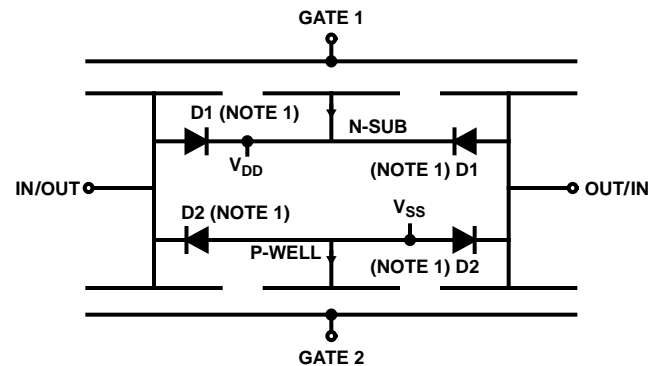 GATE 1
D1 (NOTE 1)
N-SUB
VDD
(NOTE 1) D1
IN/OUT
OUT/IN
D2 (NOTE 1)
VSS
P-WELL
(NOTE 1) D2
GATE 2